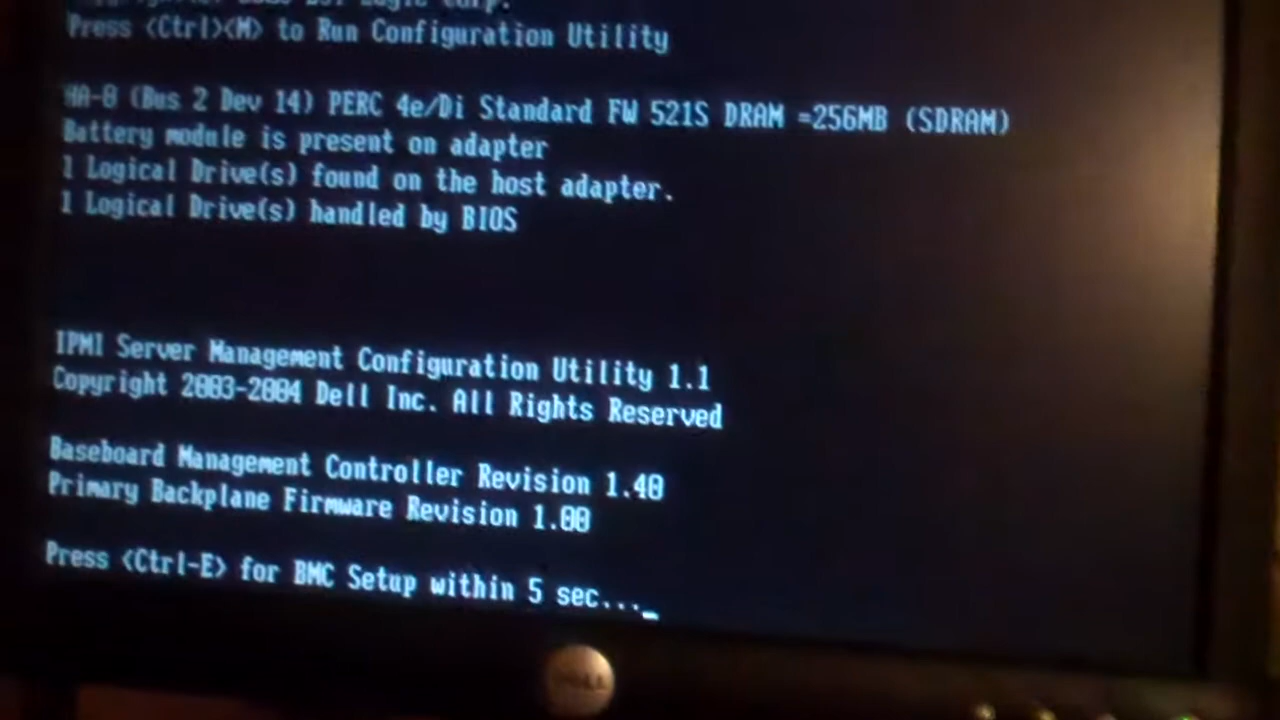 Logic Corp.
Press <Ctrl><M> to Run Configuration Utility
HA-0 (Bus 2 Dev 14) PERC 4e/Di Standard FW 521S DRAM =256MB (SDRAM)
Battery module is present on adapter
1 Logical Drive(s) found on the host adapter.
1 Logical Drive(s) handled by BIOS
IPMI Server Management Configuration Utility 1.1
Copyright 2003-2004 Dell Inc. All Rights Reserved
Baseboard Management Controller Revision 1.40
Primary Backplane Firmware Revision 1.00
Press <Ctrl-E> for BMC Setup within 5 sec..._
DELL